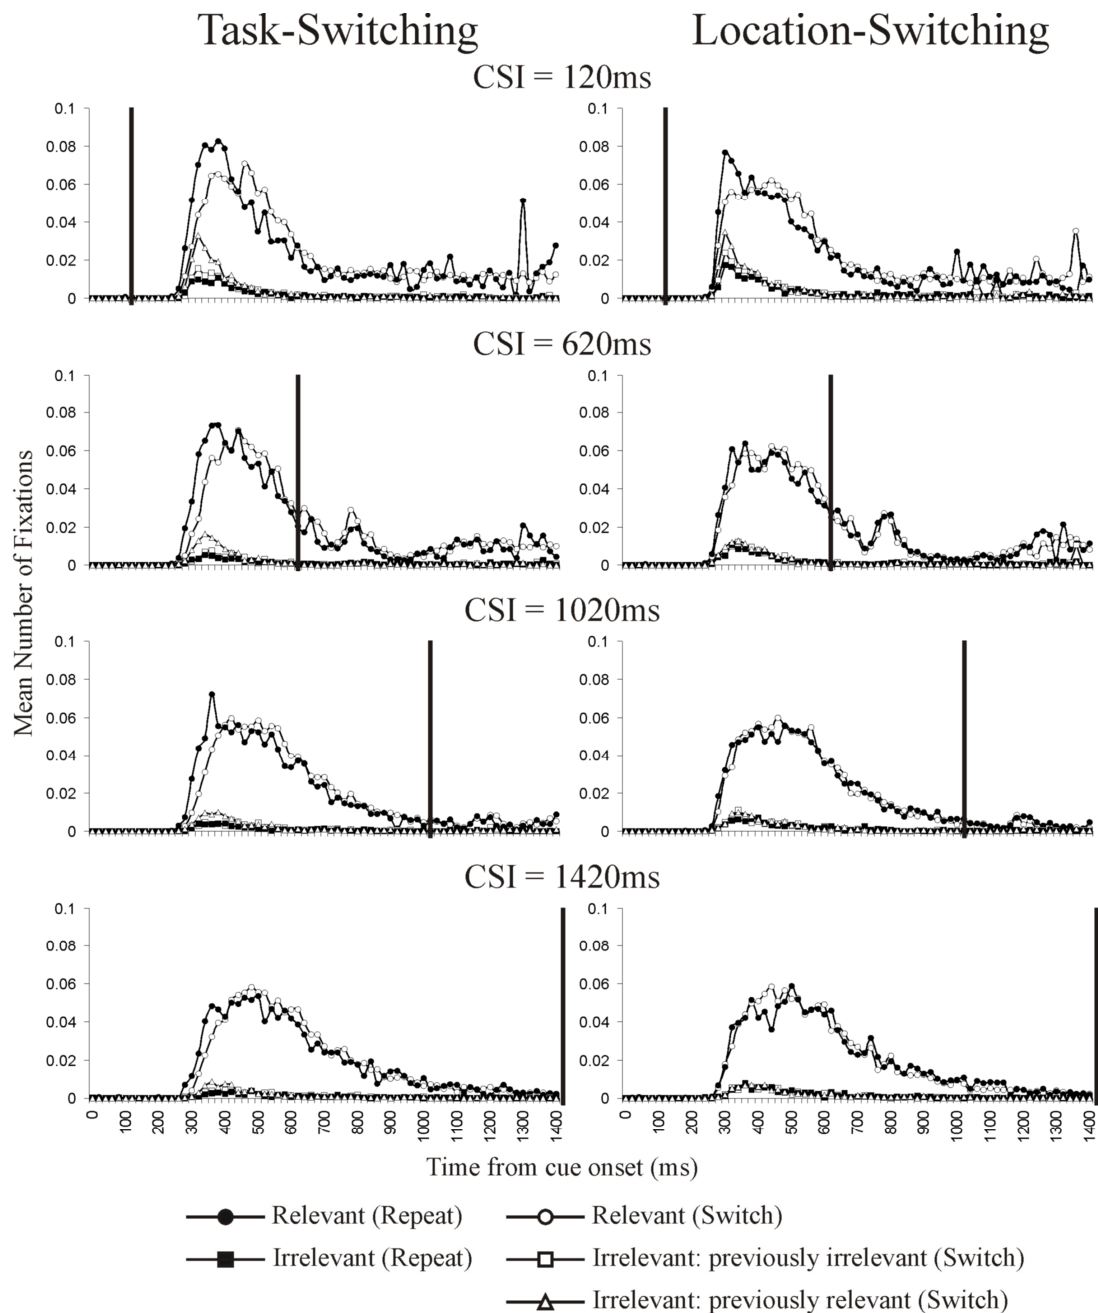 Task-Switching Location-Switching
CSI = 120ms
0.1 0.1
0.08 0.08
0.06 0.06
0.04 0.04
0.02 0.02
0 0
CSI = 620ms
0.1 0.1
0.08 0.08
0.06 0.06
0.04 0.04
0.02 0.02
0 0
CSI = 1020ms
0.1 0.1
0.08 0.08
0.06 0.06
0.04 0.04
0.02 0.02
0 0
CSI = 1420ms
0.1 0.1
0.08 0.08
0.06 0.06
0.04 0.04
0.02 0.02
0 0
Mean Number of Fixations
0 100 200 300 400 500 600 700 800 900 1000 1100 1200 1300 1400 0 100 200 300 400 500 600 700 800 900 1000 1100 1200 1300 1400
Time from cue onset (ms)
Relevant (Repeat) Relevant (Switch)
Irrelevant (Repeat) Irrelevant: previously irrelevant (Switch)
Irrelevant: previously relevant (Switch)